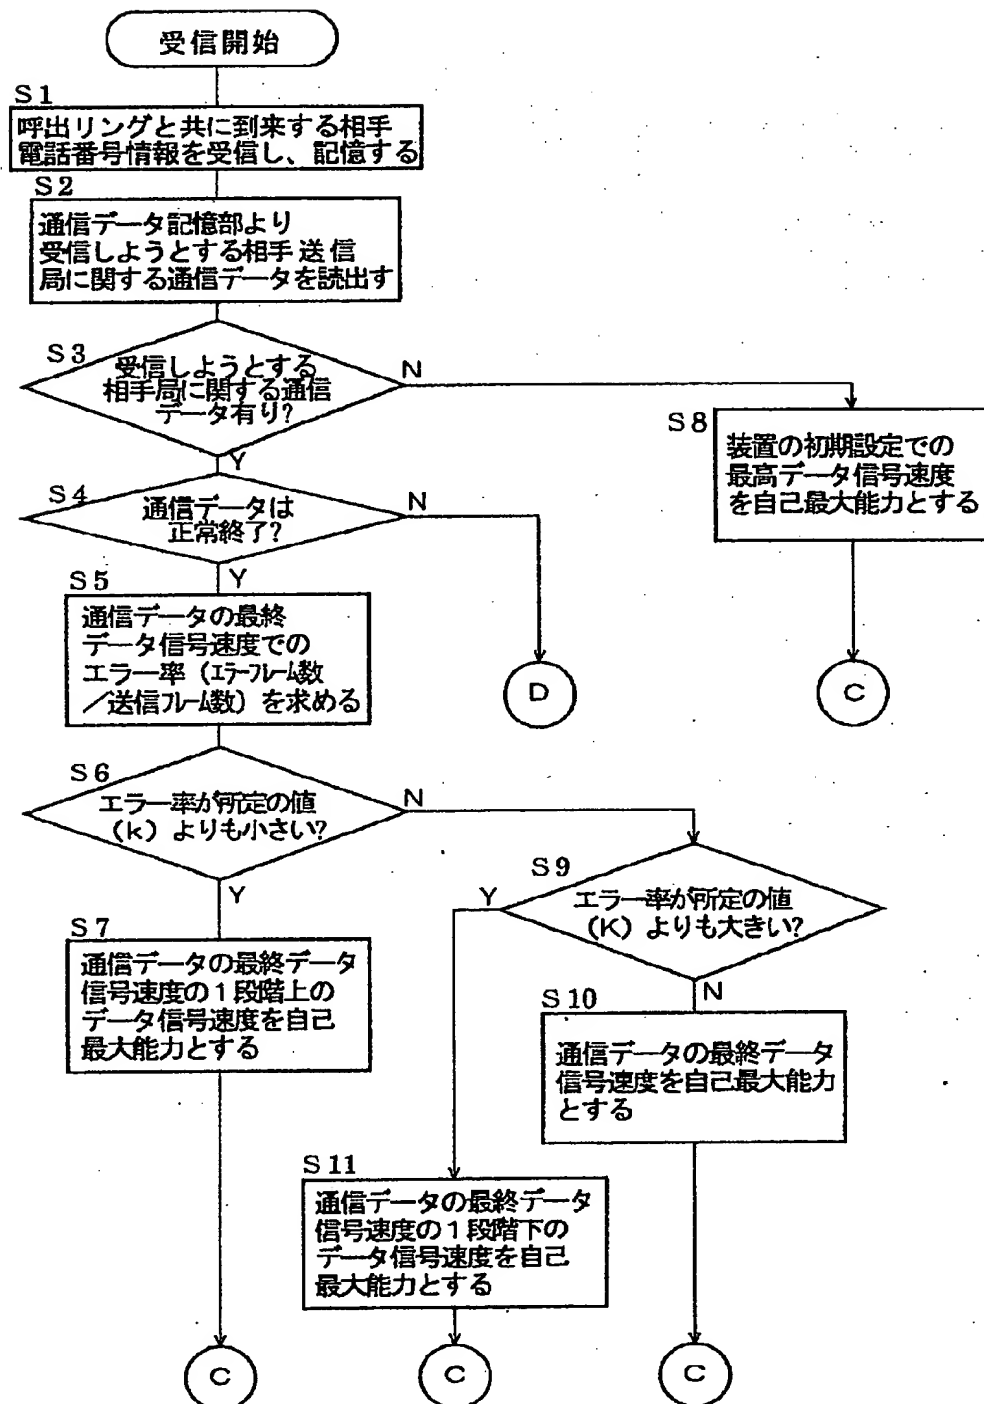 受信開始
S1
呼出リングと共に到来する相手
電話番号情報を受信し、記憶する
S2
通信データ記憶部より
受信しようとする相手送信
局に関する通信データを読出す
S3
受信しようとする
相手局に関する通信
データ有り?
N
Y
S8
装置の初期設定での
最高データ信号速度
を自己最大能力とする
S4
通信データは
正常終了?
N
Y
S5
通信データの最終
データ信号速度での
エラー率(エラーフレーム数
/送信フレーム数)を求める
D
C
S6
エラー率が所定の値
(k)よりも小さい?
N
Y
S9
エラー率が所定の値
(K)よりも大きい?
Y
N
S7
通信データの最終データ
信号速度の1段階上の
データ信号速度を自己
最大能力とする
S10
通信データの最終データ
信号速度を自己最大能力
とする
S11
通信データの最終データ
信号速度の1段階下の
データ信号速度を自己
最大能力とする
C
C
C